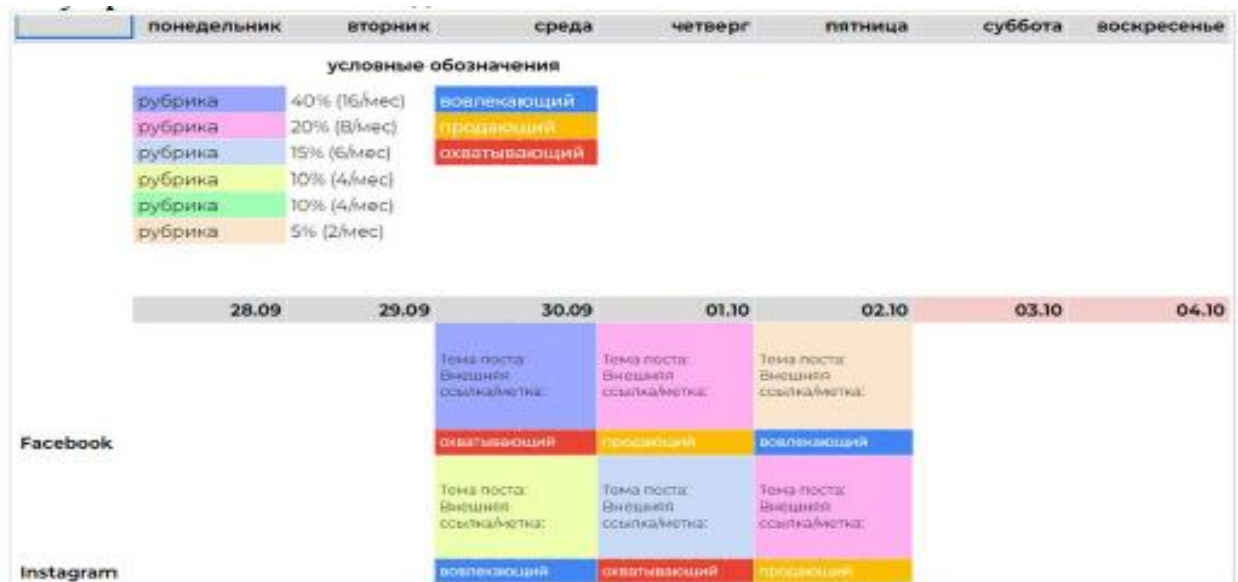 понедельник вторник среда четверг пятница суббота воскресенье
условные обозначения
рубрика 40% (16/мес) вовлекающий
рубрика 20% (8/мес) продающий
рубрика 15% (6/мес) охватывающий
рубрика 10% (4/мес)
рубрика 10% (4/мес)
рубрика 5% (2/мес)
28.09 29.09 30.09 01.10 02.10 03.10 04.10
Тема поста: Тема поста: Тема поста:
Внешняя Внешняя Внешняя
ссылка/метка: ссылка/метка: ссылка/метка:
Facebook охватывающий продающий вовлекающий
Тема поста: Тема поста: Тема поста:
Внешняя Внешняя Внешняя
ссылка/метка: ссылка/метка: ссылка/метка:
Instagram вовлекающий охватывающий продающий